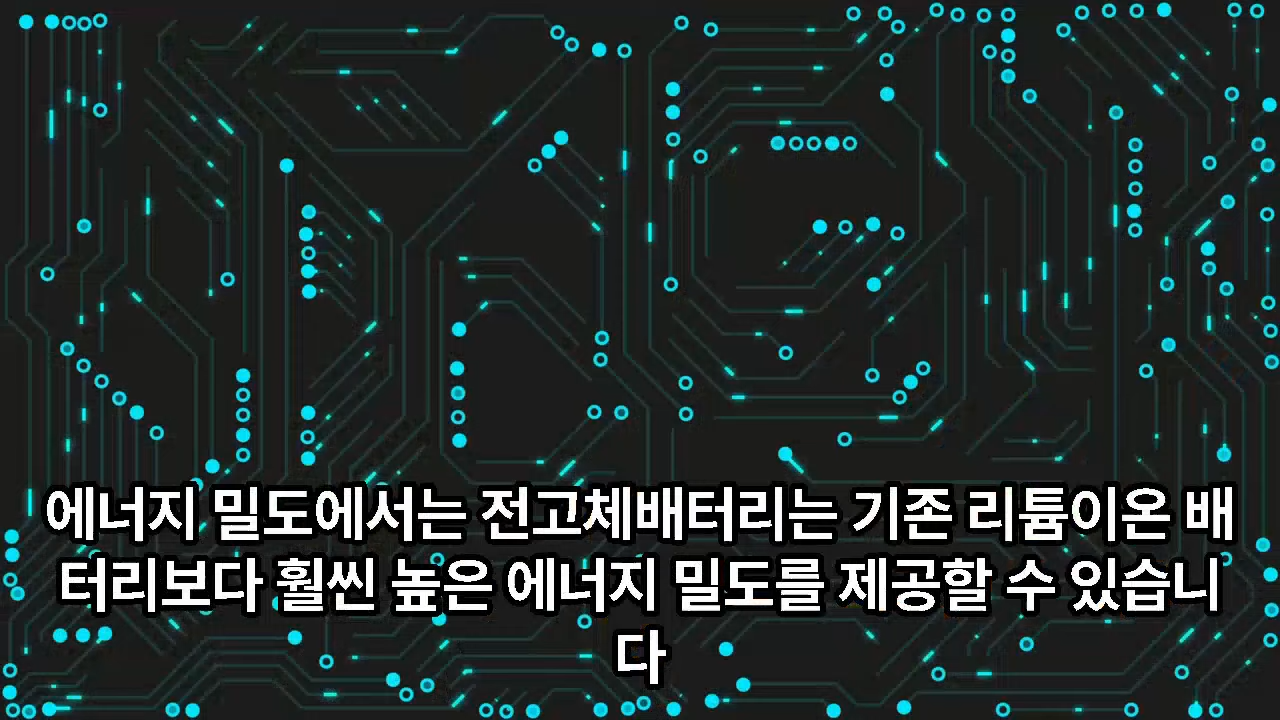 에너지 밀도에서는 전고체배터리는 기존 리튬이온 배
터리보다 훨씬 높은 에너지 밀도를 제공할 수 있습니
다